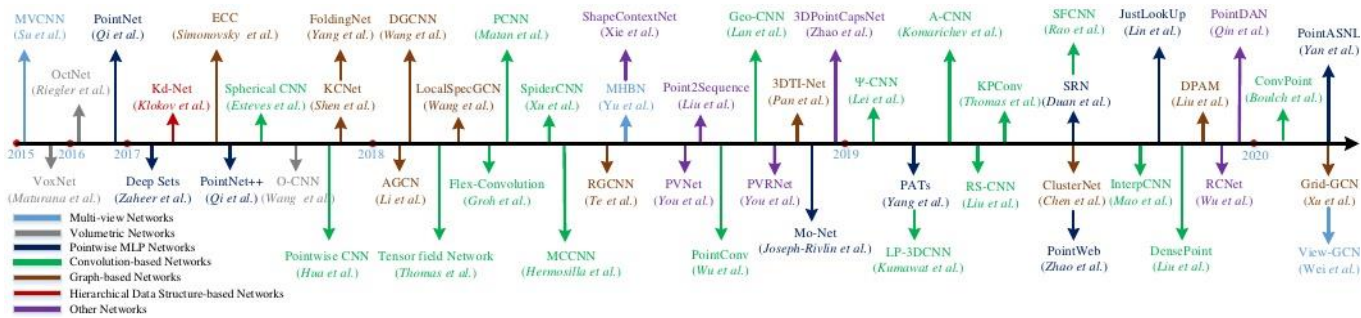 MVCNN
(Su et al.)
PointNet
(Qi et al.)
ECC
(Simonovsky et al.)
FoldingNet
(Yang et al.)
DGCNN
(Wang et al.)
PCNN
(Matan et al.)
ShapeContextNet
(Xie et al.)
Geo-CNN
(Lan et al.)
3DPointCapsNet
(Zhao et al.)
A-CNN
(Komarichev et al.)
SFCNN
(Rao et al.)
JustLookUp
(Lin et al.)
PointDAN
(Qin et al.)
PointASNL
(Yan et al.)
OctNet
(Riegler et al.)
Kd-Net
(Klokov et al.)
Spherical CNN
(Esteves et al.)
KCNet
(Shen et al.)
LocalSpecGCN
(Wang et al.)
SpiderCNN
(Xu et al.)
MHBN
(Yu et al.)
Point2Sequence
(Liu et al.)
3DTI-Net
(Pan et al.)
Ψ-CNN
(Lei et al.)
KPConv
(Thomas et al.)
SRN
(Duan et al.)
DPAM
(Liu et al.)
ConvPoint
(Boulch et al.)
2015
2016
2017
2018
2019
2020
VoxNet
(Maturana et al.)
Deep Sets
(Zaheer et al.)
PointNet++
(Qi et al.)
O-CNN
(Wang et al.)
AGCN
(Li et al.)
Flex-Convolution
(Groh et al.)
RGCNN
(Te et al.)
PVNet
(You et al.)
PVRNet
(You et al.)
PATs
(Yang et al.)
RS-CNN
(Liu et al.)
ClusterNet
(Chen et al.)
InterpCNN
(Mao et al.)
RCNet
(Wu et al.)
Grid-GCN
(Xu et al.)
Pointwise CNN
(Hua et al.)
Tensor field Network
(Thomas et al.)
MCCNN
(Hermosilla et al.)
PointConv
(Wu et al.)
Mo-Net
(Joseph-Rivlin et al.)
LP-3DCNN
(Kumawat et al.)
PointWeb
(Zhao et al.)
DensePoint
(Liu et al.)
View-GCN
(Wei et al.)
Multi-view Networks
Volumetric Networks
Pointwise MLP Networks
Convolution-based Networks
Graph-based Networks
Hierarchical Data Structure-based Networks
Other Networks